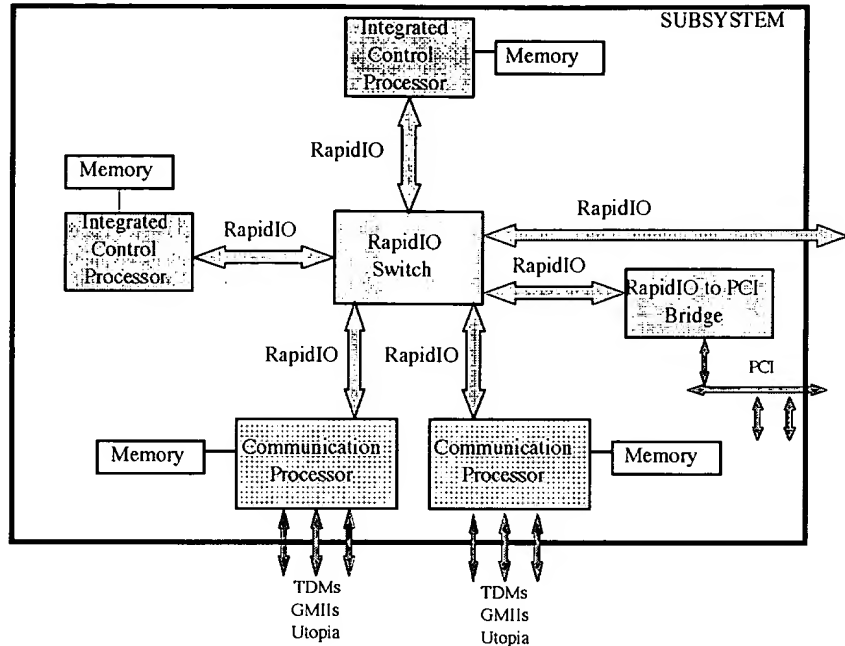 SUBSYSTEM
Integrated
Control
Processor
Memory
RapidIO
Memory
Integrated
Control
Processor
RapidIO
RapidIO
Switch
RapidIO
RapidIO
RapidIO to PCI
Bridge
PCI
RapidIO
RapidIO
Memory
Communication
Processor
Communication
Processor
Memory
TDMs
GMIIs
Utopia
TDMs
GMIIs
Utopia